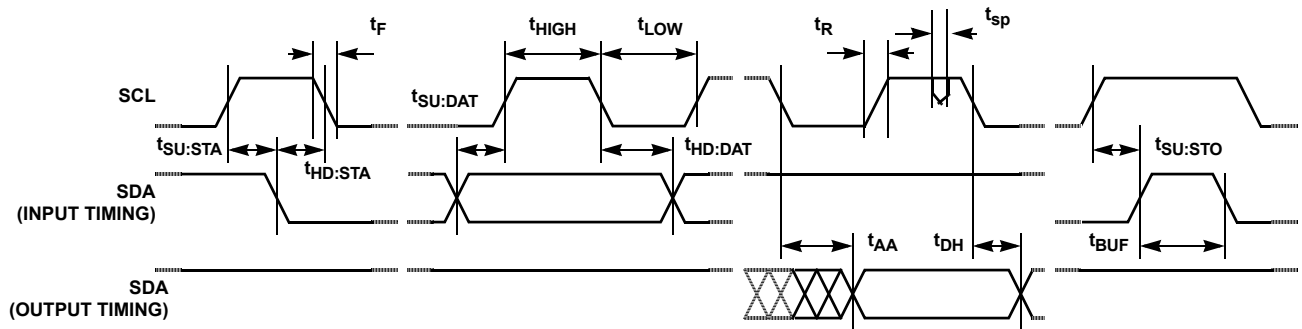 tF
tHIGH
tLOW
tR
tsp
SCL
tSU:DAT
tSU:STA
tHD:STA
tHD:DAT
tSU:STO
SDA
(INPUT TIMING)
tAA
tDH
tBUF
SDA
(OUTPUT TIMING)